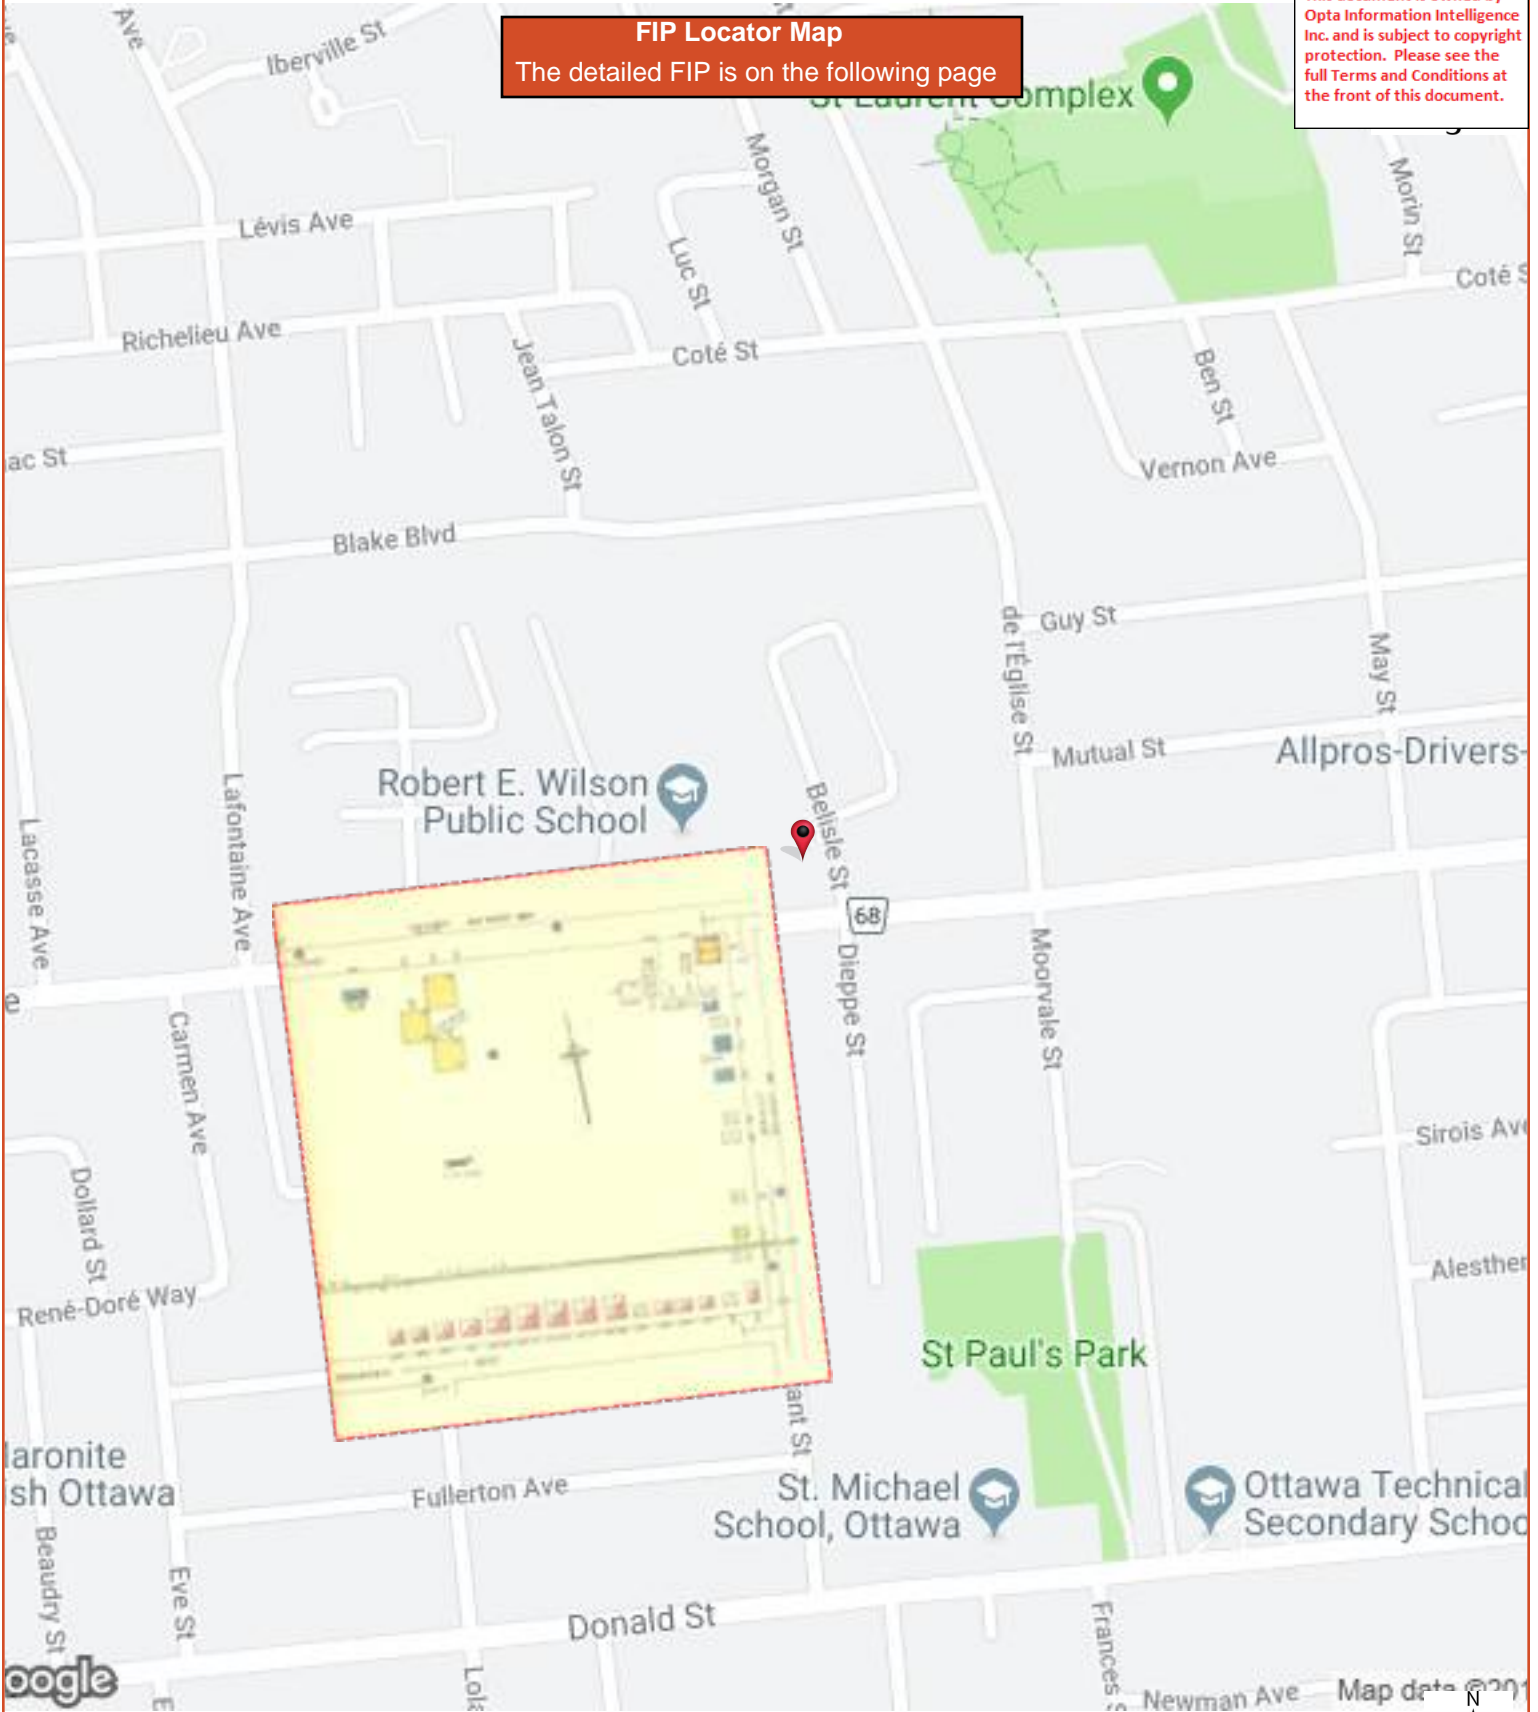 FIP Locator Map
The detailed FIP is on the following page
Opta Information Intelligence
Inc. and is subject to copyright
protection. Please see the
full Terms and Conditions at
the front of this document.
Ave
Iberville St
St Laurent Complex
Morgan St
Morin St
Lévis Ave
Luc St
Coté S
Richelieu Ave
Jean Talon St
Coté St
Ben St
ac St
Vernon Ave
Blake Blvd
de l'Église St
Guy St
May St
Mutual St
Allpros-Drivers-
Robert E. Wilson
Public School
Belisle St
Lafontaine Ave
Lacasse Ave
68
Dieppe St
Moorvale St
Carmen Ave
Sirois Ave
Dollard St
René-Doré Way
Alesther
St Paul's Park
ant St
laronite
sh Ottawa
Fullerton Ave
St. Michael
School, Ottawa
Ottawa Technical
Secondary Schoo
Beaudry St
Eve St
Donald St
Frances S
Lola
oogle
Newman Ave
Map data ©201
N